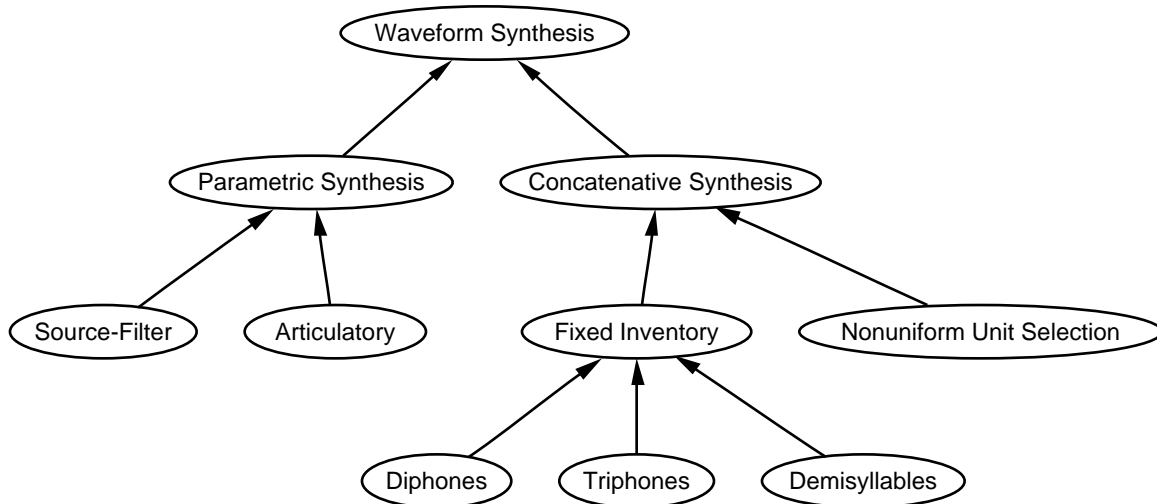 Waveform Synthesis
Parametric Synthesis
Concatenative Synthesis
Source-Filter
Articulatory
Fixed Inventory
Nonuniform Unit Selection
Diphones
Triphones
Demisyllables